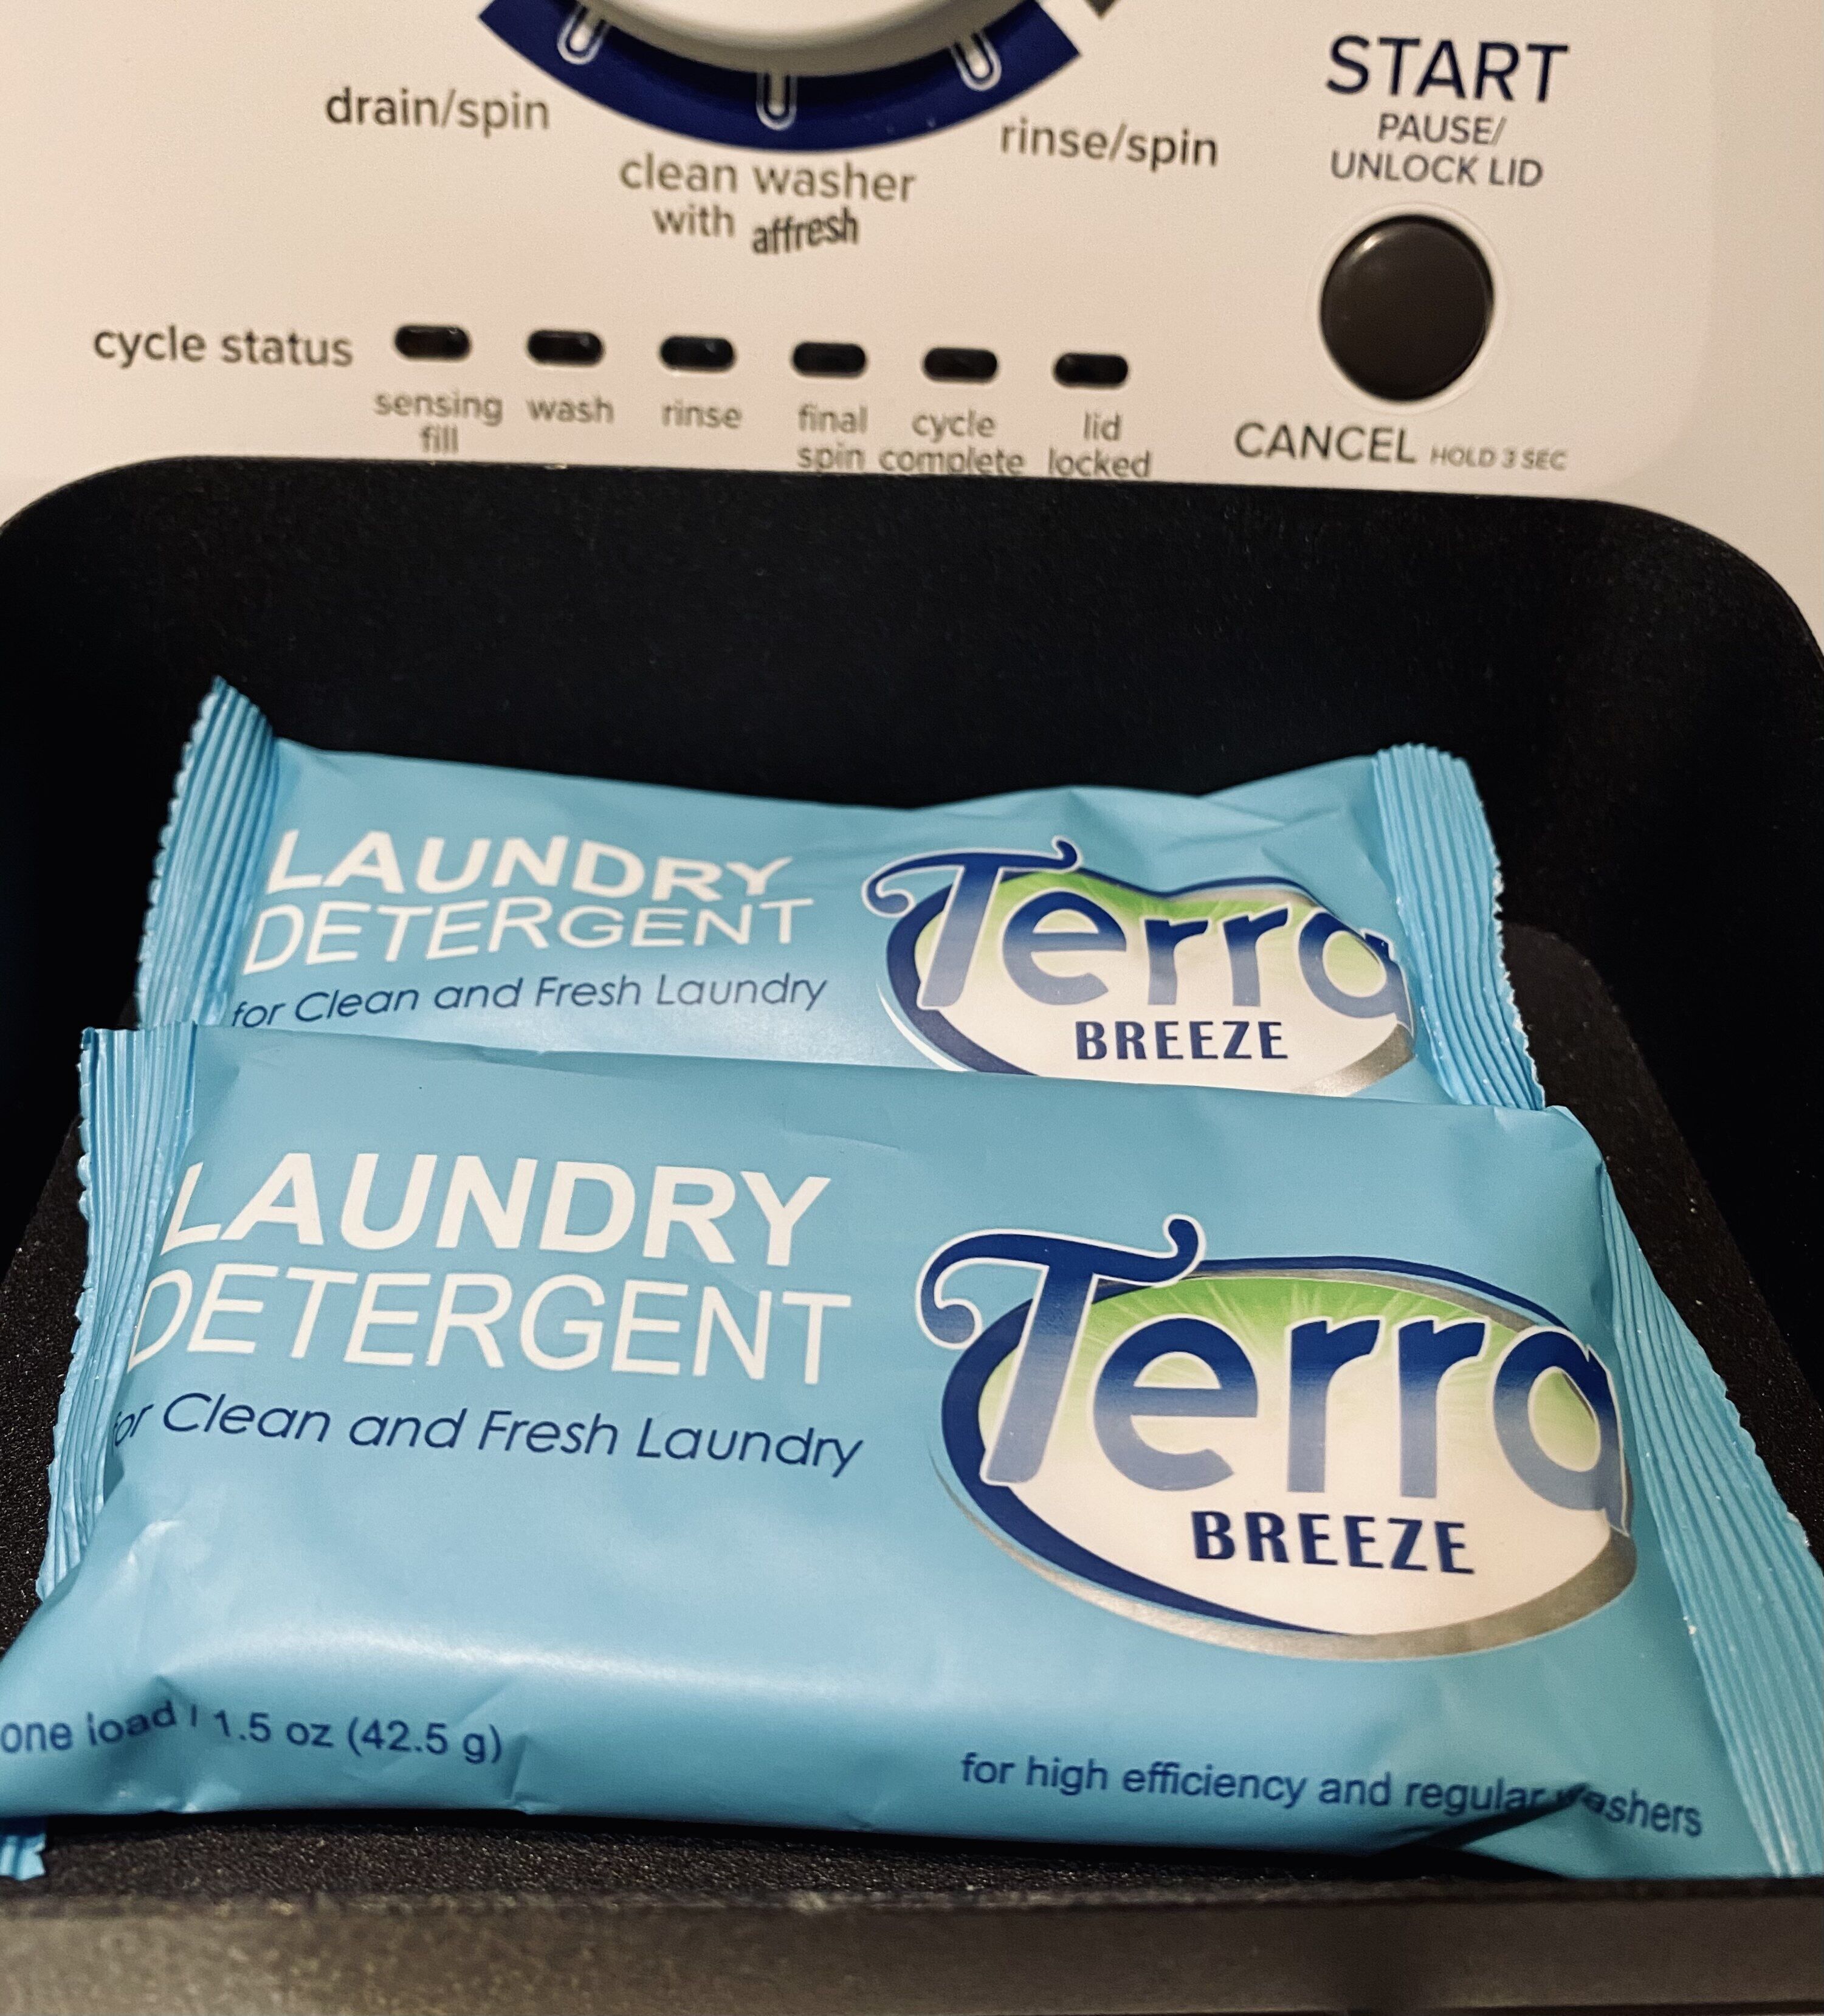 drain/spin
clean washer
with affresh
rinse/spin
START
PAUSE/
UNLOCK LID
cycle status
sensing
fill
wash
rinse
final
spin
cycle
complete
lid
locked
CANCEL HOLD 3 SEC
LAUNDRY
DETERGENT
for Clean and Fresh Laundry
Terra
BREEZE
LAUNDRY
DETERGENT
for Clean and Fresh Laundry
Terra
BREEZE
one load | 1.5 oz (42.5 g)
for high efficiency and regular washers